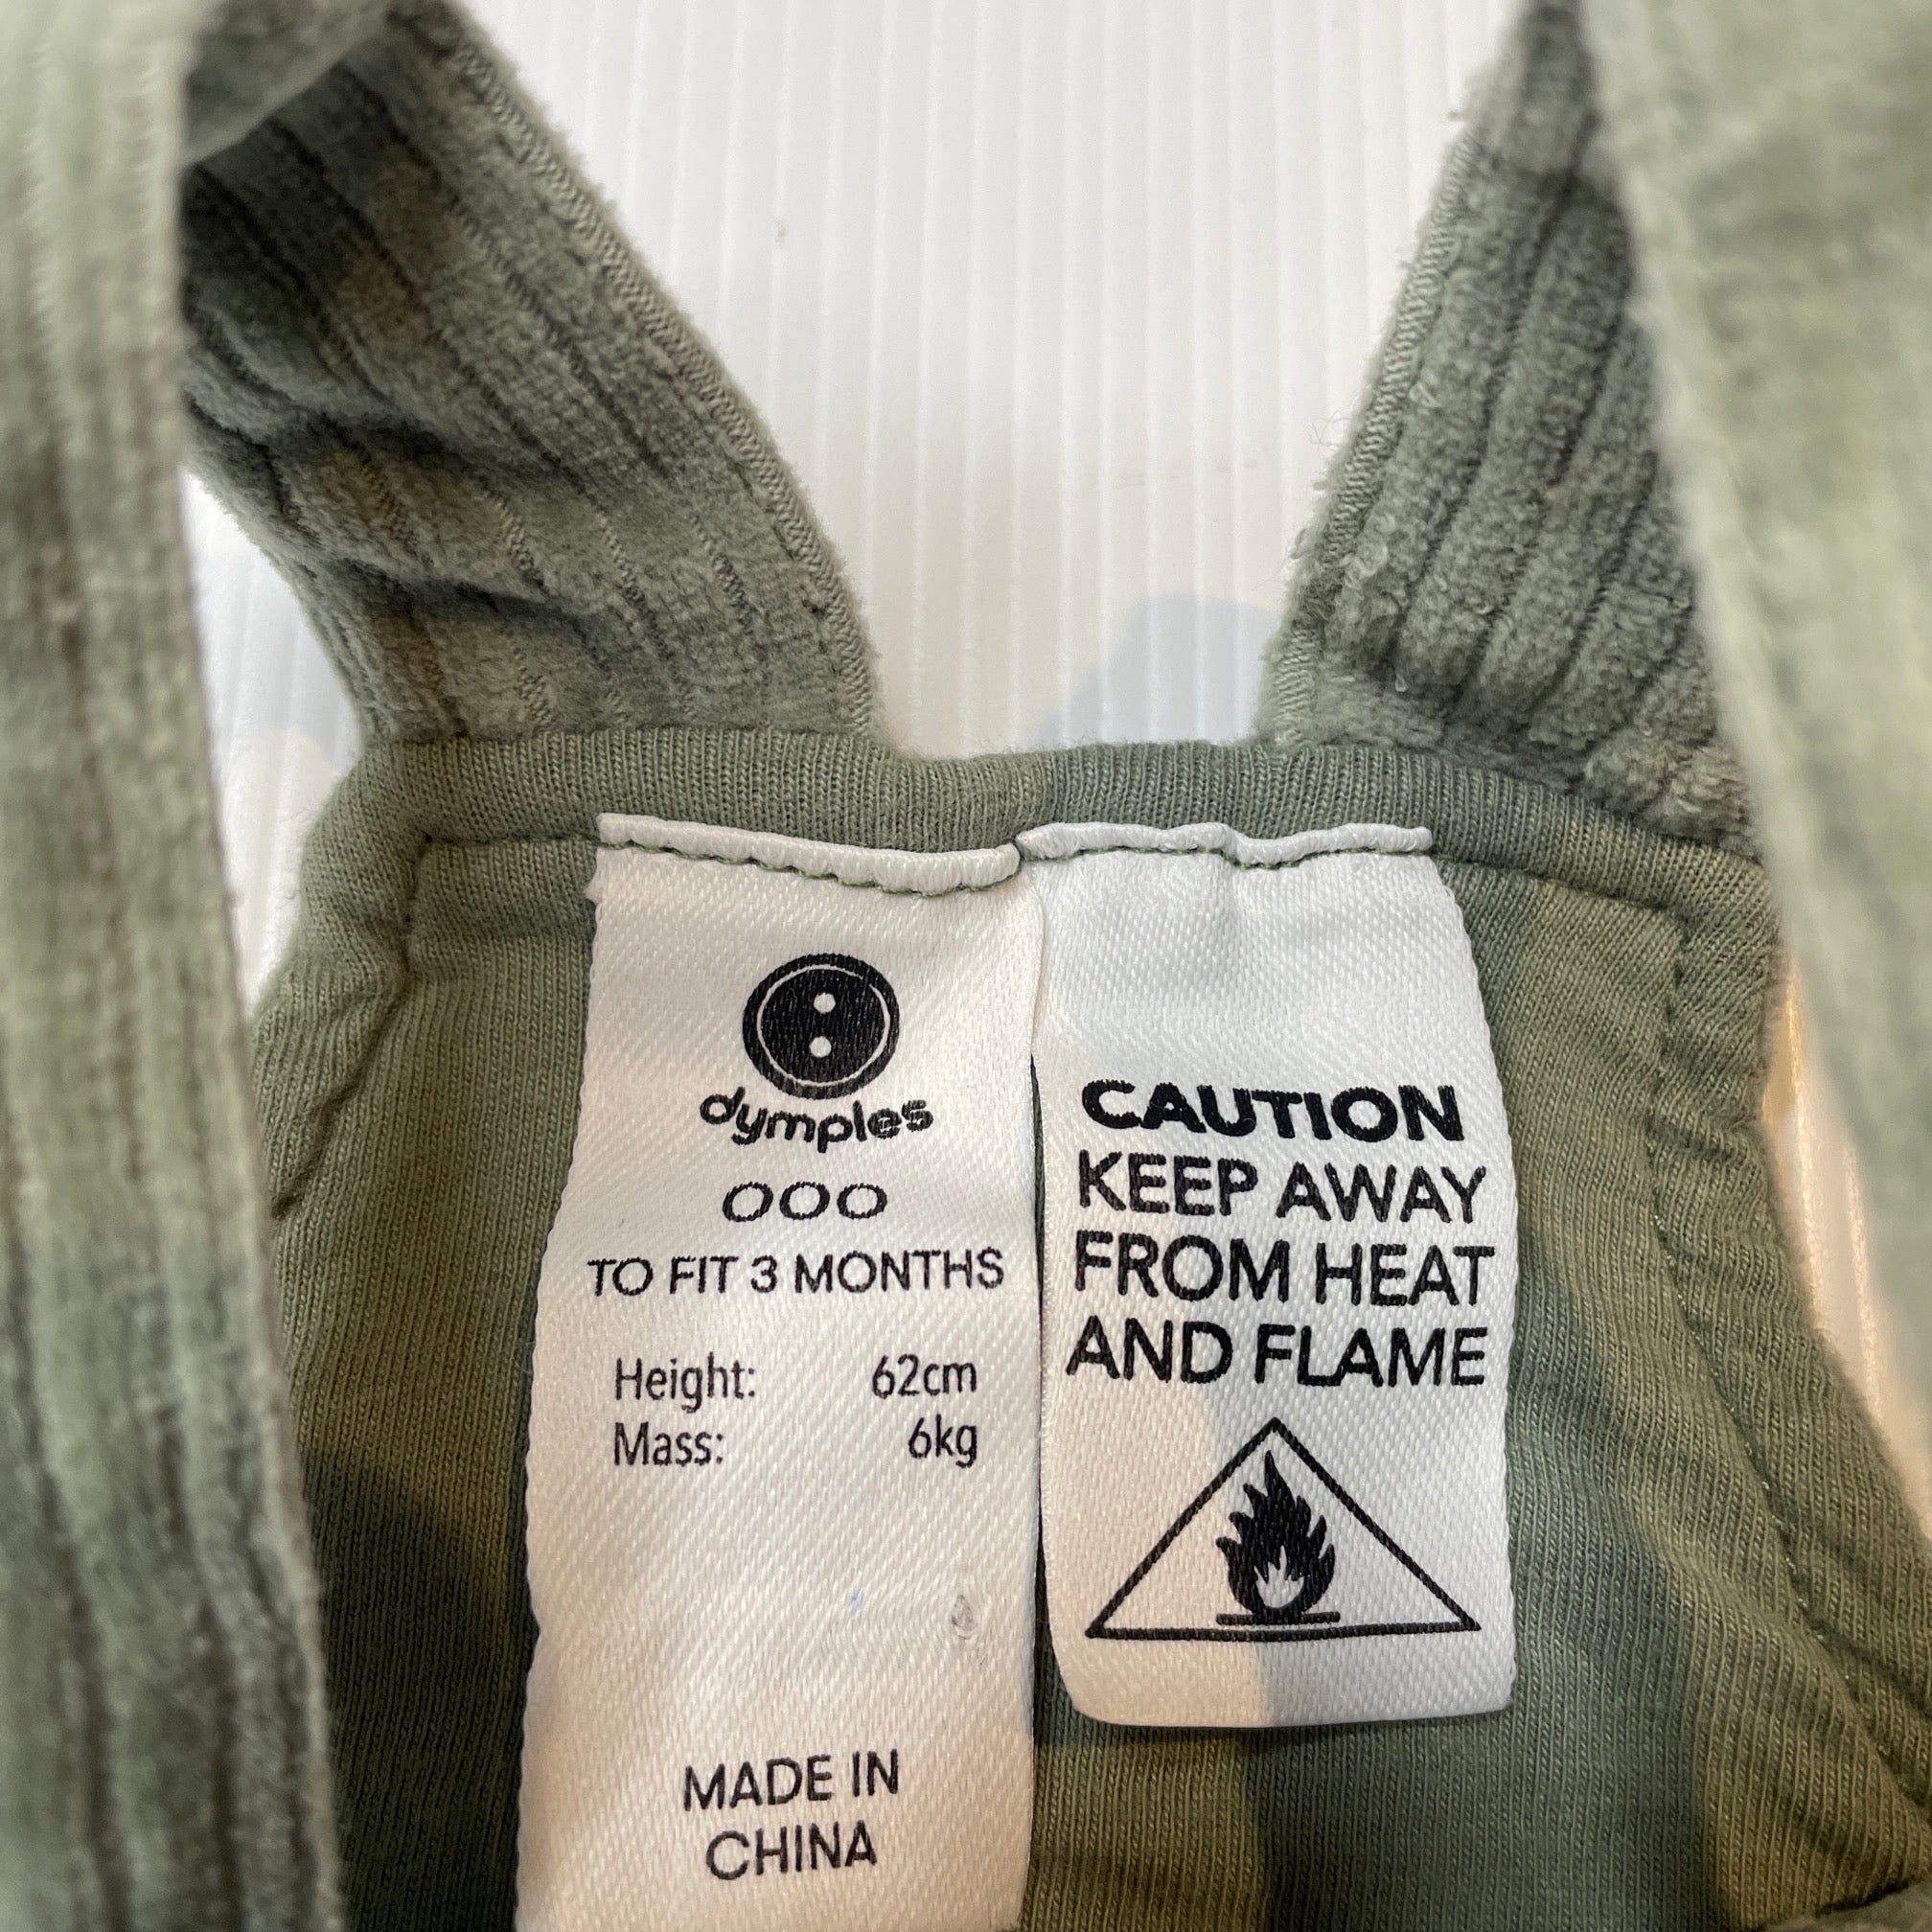 dymples
000
TO FIT 3 MONTHS
Height: 62cm
Mass: 6kg
MADE IN
CHINA
CAUTION
KEEP AWAY
FROM HEAT
AND FLAME